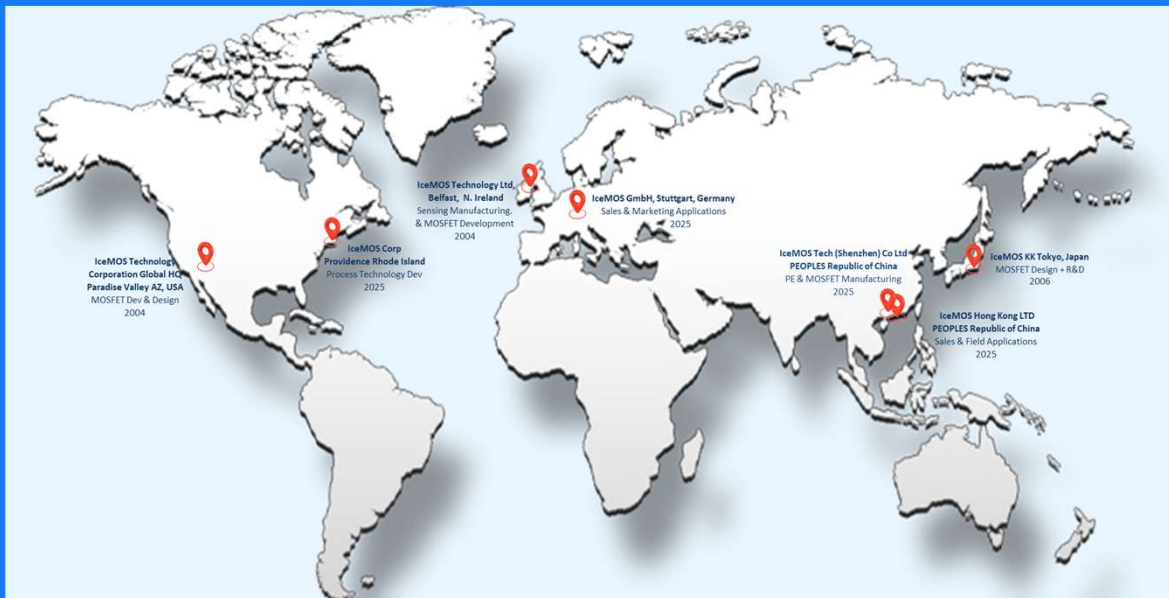 IceMOS Technology Ltd,
Belfast, N. Ireland
Sensing Manufacturing.
& MOSFET Development
2004
IceMOS GmbH, Stuttgart, Germany
Sales & Marketing Applications
2025
IceMOS Corp
Providence Rhode Island
Process Technology Dev
2025
IceMOS Technology
Corporation Global HQ
Paradise Valley AZ, USA
MOSFET Dev & Design
2004
IceMOS Tech (Shenzhen) Co Ltd
PEOPLES Republic of China
PE & MOSFET Manufacturing
2025
IceMOS KK Tokyo, Japan
MOSFET Design + R&D
2006
IceMOS Hong Kong LTD
PEOPLES Republic of China
Sales & Field Applications
2025